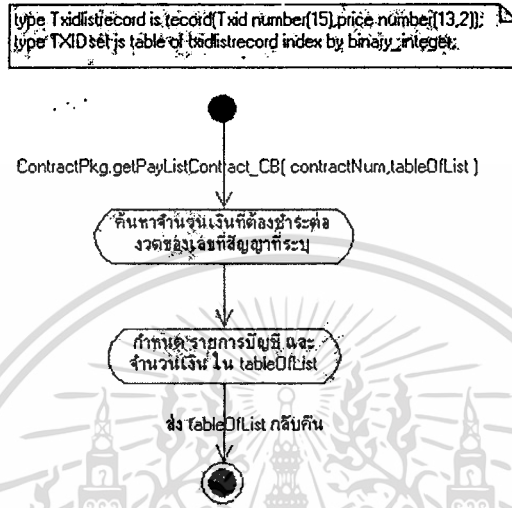 type Txidlistrecord is record(Txid number(15),price number(13,2));
type TXIDset is table of txidlistrecord index by binary_integer;
ContractPkg.getPayListContract_CB( contractNum,tableOfList )
ค้นหาจำนวนเงินที่ต้องชำระต่อ
งวดของเลขที่สัญญาที่ระบุ
กำหนด รายการบัญชี และ
จำนวนเงิน ใน tableOfList
ส่ง tableOfList กลับคืน